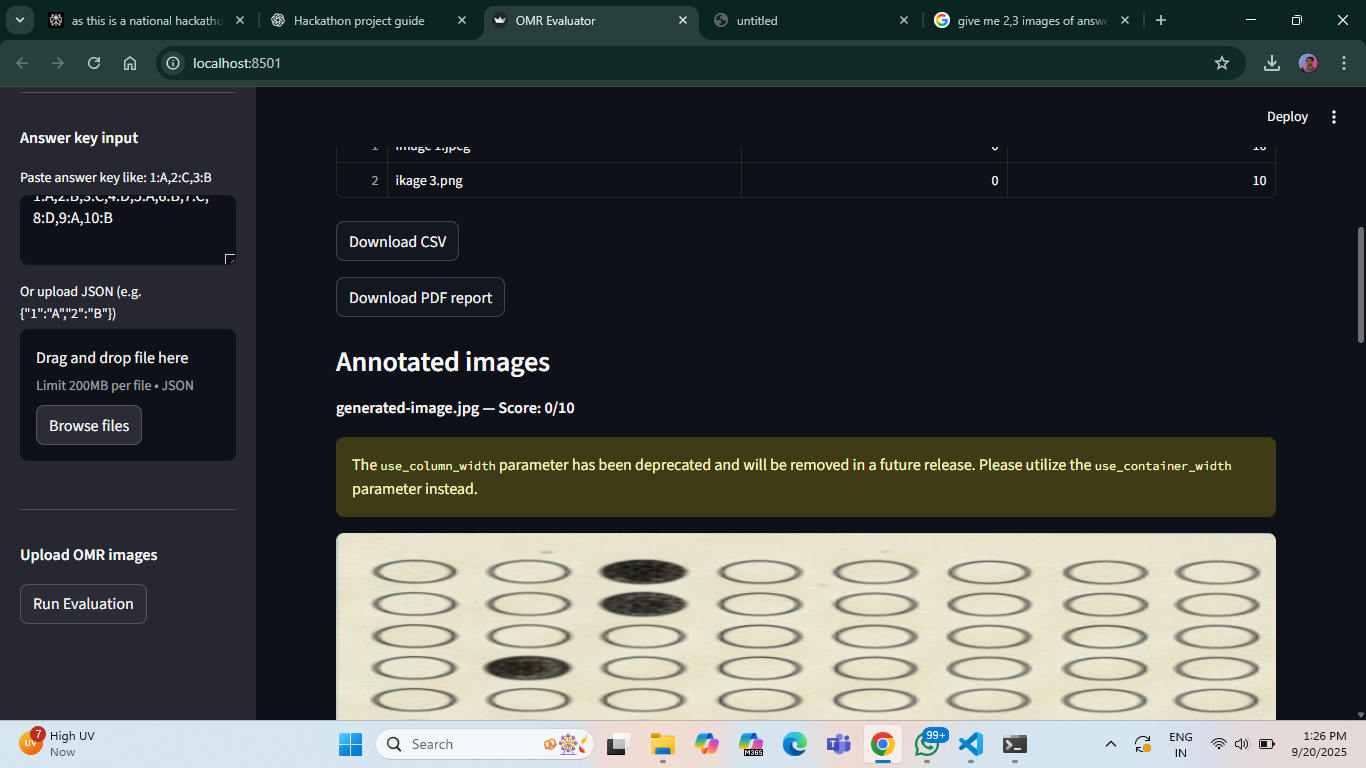 as this is a national hackatho
Hackathon project guide
OMR Evaluator
untitled
give me 2,3 images of answe
localhost:8501
Deploy
Answer key input
Paste answer key like: 1:A,2:C,3:B
1:A,2:B,3:C,4:D,5:A,6:B,7:C,
8:D,9:A,10:B
Or upload JSON (e.g.
{"1":"A","2":"B"})
Drag and drop file here
Limit 200MB per file • JSON
Browse files
Upload OMR images
Run Evaluation
1 image 1.jpeg 0 10
2 ikage 3.png 0 10
Download CSV
Download PDF report
Annotated images
generated-image.jpg — Score: 0/10
The use_column_width parameter has been deprecated and will be removed in a future release. Please utilize the use_container_width
parameter instead.
7
UV
High UV
Now
Search
M365
99+
ENG
IN
1:26 PM
9/20/2025